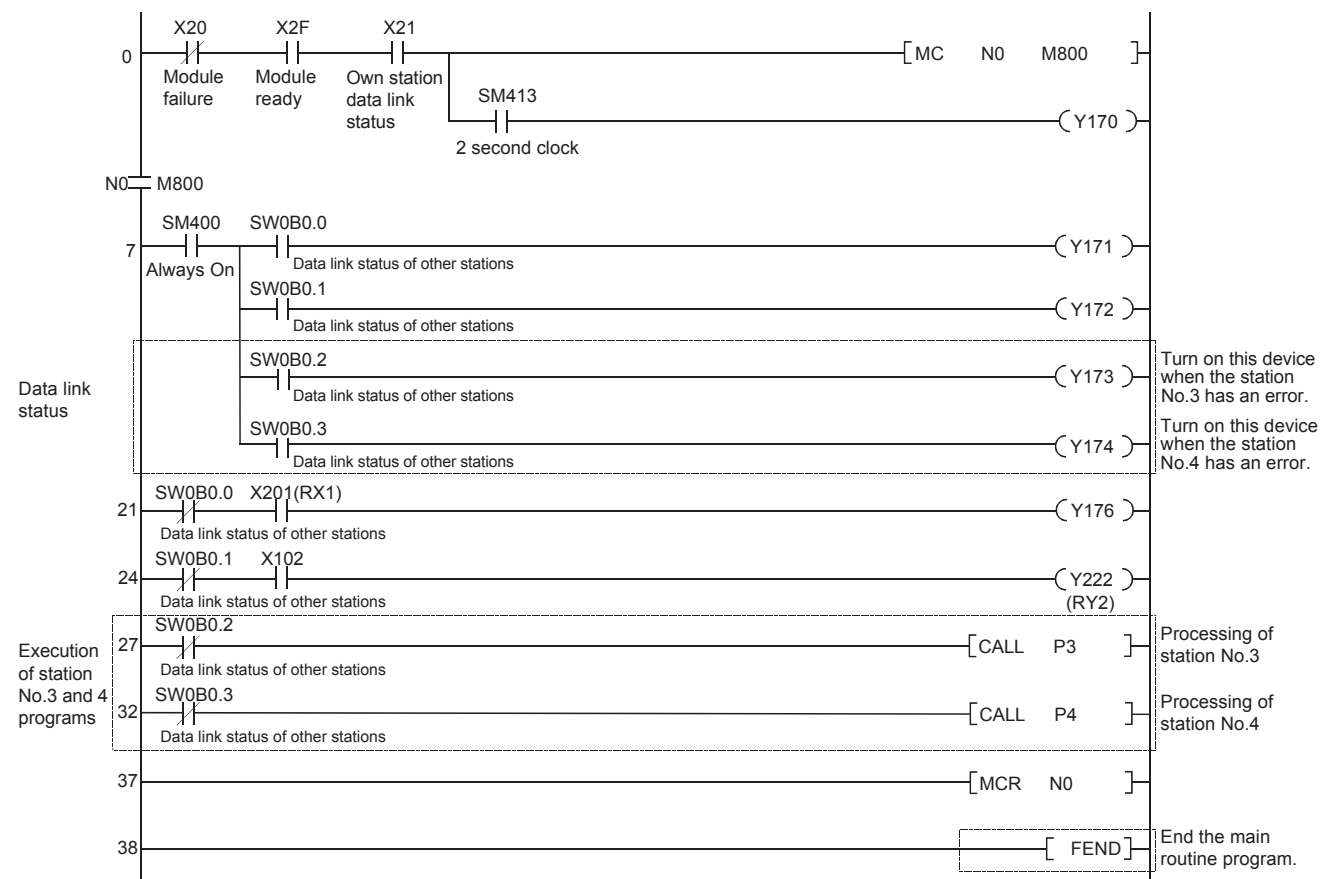 X20 X2F X21
0 [MC N0 M800 ]
Module failure
Module ready
Own station data link status
SM413
(Y170 )
2 second clock
N0 M800
SM400 SW0B0.0
7 (Y171 )
Always On
Data link status of other stations
SW0B0.1
(Y172 )
Data link status of other stations
Data link status
SW0B0.2
(Y173 )
Data link status of other stations
Turn on this device
when the station
No.3 has an error.
SW0B0.3
(Y174 )
Data link status of other stations
Turn on this device
when the station
No.4 has an error.
SW0B0.0 X201(RX1)
21 (Y176 )
Data link status of other stations
SW0B0.1 X102
24 (Y222 )
(RY2)
Data link status of other stations
Execution
of station
No.3 and 4
programs
SW0B0.2
27 [CALL P3 ]
Data link status of other stations
Processing of
station No.3
SW0B0.3
32 [CALL P4 ]
Data link status of other stations
Processing of
station No.4
37 [MCR N0 ]
38 [ FEND]
End the main
routine program.